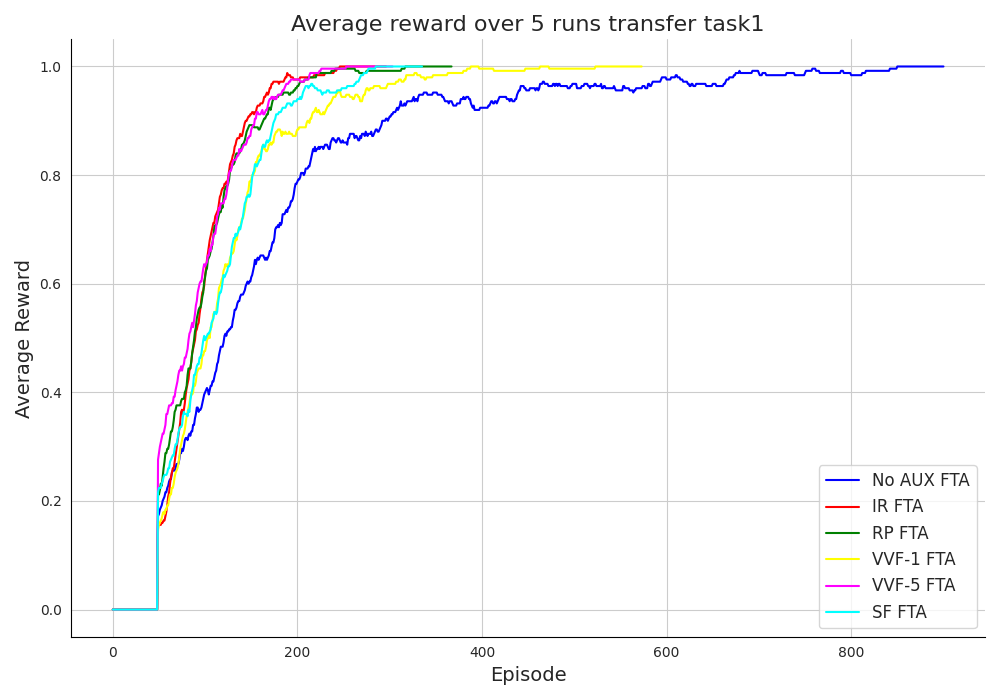 Average reward over 5 runs transfer task1
Average Reward
1.0
0.8
0.6
0.4
0.2
0.0
No AUX FTA
IR FTA
RP FTA
VVF-1 FTA
VVF-5 FTA
SF FTA
0
200
400
600
800
Episode